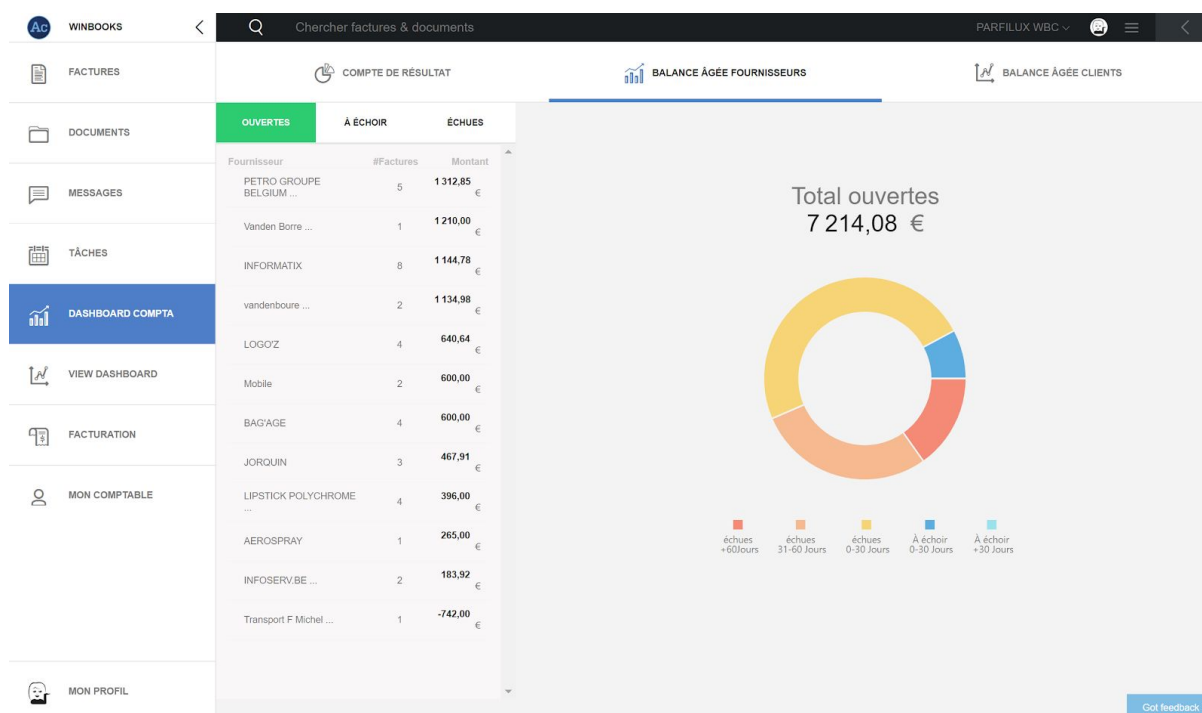 Ac WINBOOKS
Chercher factures & documents
PARFILUX WBC
FACTURES
DOCUMENTS
MESSAGES
TÂCHES
DASHBOARD COMPTA
VIEW DASHBOARD
FACTURATION
MON COMPTABLE
MON PROFIL
COMPTE DE RÉSULTAT
BALANCE ÂGÉE FOURNISSEURS
BALANCE ÂGÉE CLIENTS
OUVERTES À ÉCHOIR ÉCHUES
Fournisseur #Factures Montant
PETRO GROUPE
BELGIUM ... 5 1 312,85 €
Vanden Borre ... 1 1 210,00 €
INFORMATIX 8 1 144,78 €
vandenboure ... 2 1 134,98 €
LOGO'Z 4 640,64 €
Mobile 2 600,00 €
BAG'AGE 4 600,00 €
JORQUIN 3 467,91 €
LIPSTICK POLYCHROME
... 4 396,00 €
AEROSPRAY 1 265,00 €
INFOSERV.BE ... 2 183,92 €
Transport F Michel ... 1 -742,00 €
Total ouvertes
7 214,08 €
échues
+60Jours
échues
31-60 Jours
échues
0-30 Jours
À échoir
0-30 Jours
À échoir
+30 Jours
Got feedback